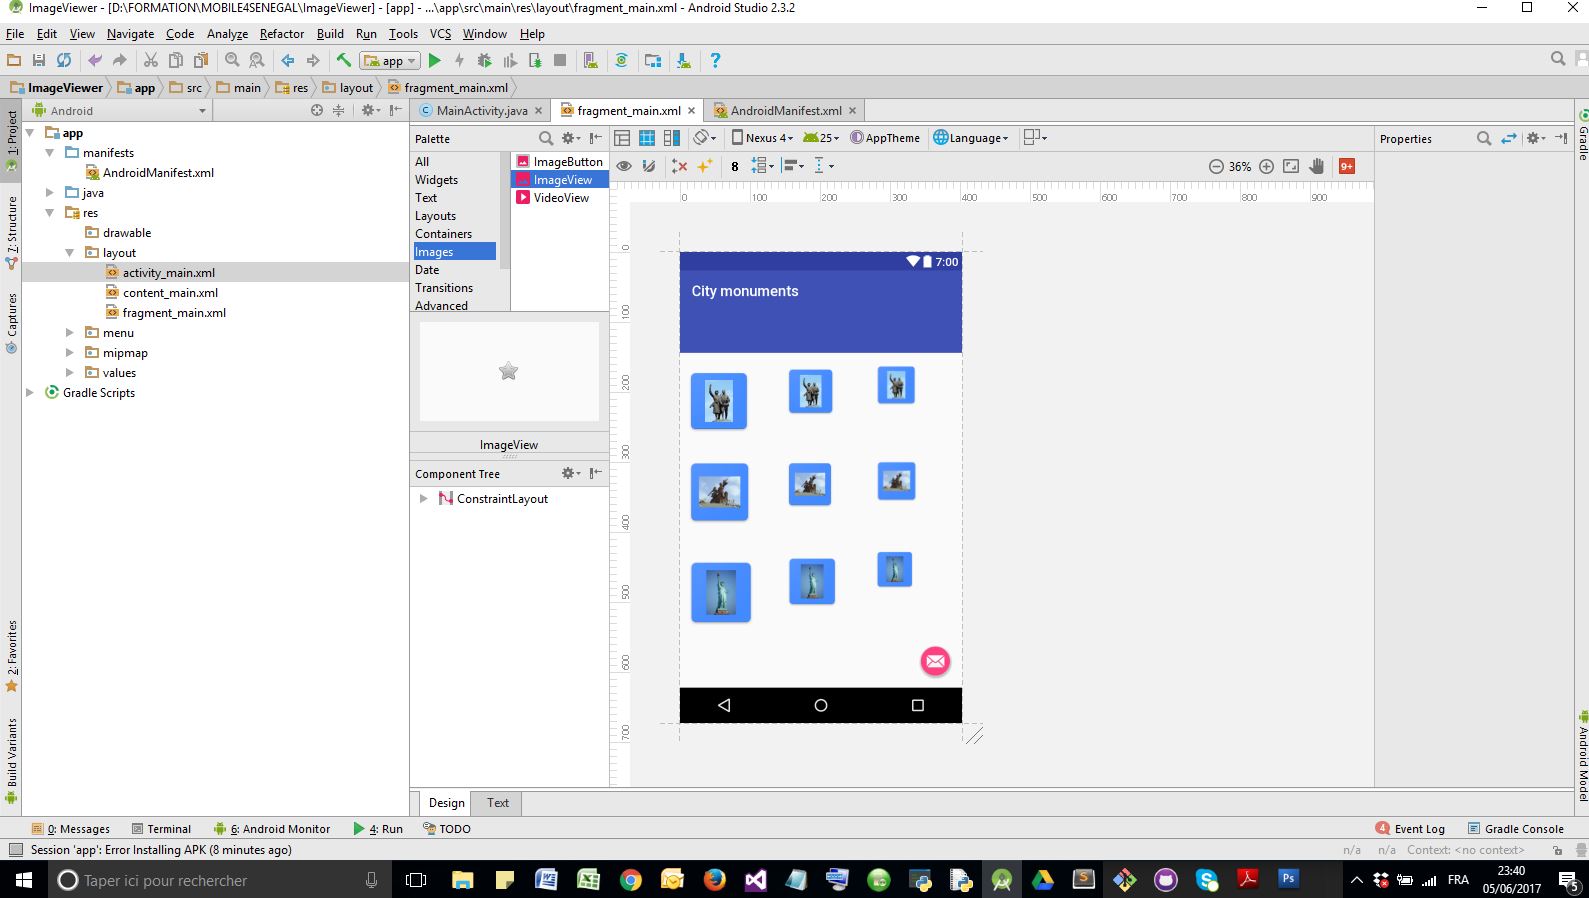 ImageViewer - [D:\FORMATION\MOBILE4SENEGAL\ImageViewer] - [app] - ...\app\src\main\res\layout\fragment_main.xml - Android Studio 2.3.2
File Edit View Navigate Code Analyze Refactor Build Run Tools VCS Window Help
app
ImageViewer app src main res layout fragment_main.xml
Android
MainActivity.java fragment_main.xml AndroidManifest.xml
1: Project
7: Structure
Captures
2: Favorites
Build Variants
app
manifests
AndroidManifest.xml
java
res
drawable
layout
activity_main.xml
content_main.xml
fragment_main.xml
menu
mipmap
values
Gradle Scripts
Palette
All
Widgets
Text
Layouts
Containers
Images
Date
Transitions
Advanced
ImageButton
ImageView
VideoView
ImageView
Component Tree
ConstraintLayout
Nexus 4 25 AppTheme Language
8 36% 9+
0 100 200 300 400 500 600 700 800 900
0
100
200
300
400
500
600
700
7:00
City monuments
Properties
Gradle
Android Model
Design Text
0: Messages Terminal 6: Android Monitor 4: Run TODO 4 Event Log Gradle Console
Session 'app': Error Installing APK (8 minutes ago) n/a n/a Context: <no context>
Taper ici pour rechercher
Ps
FRA
23:40
05/06/2017
5